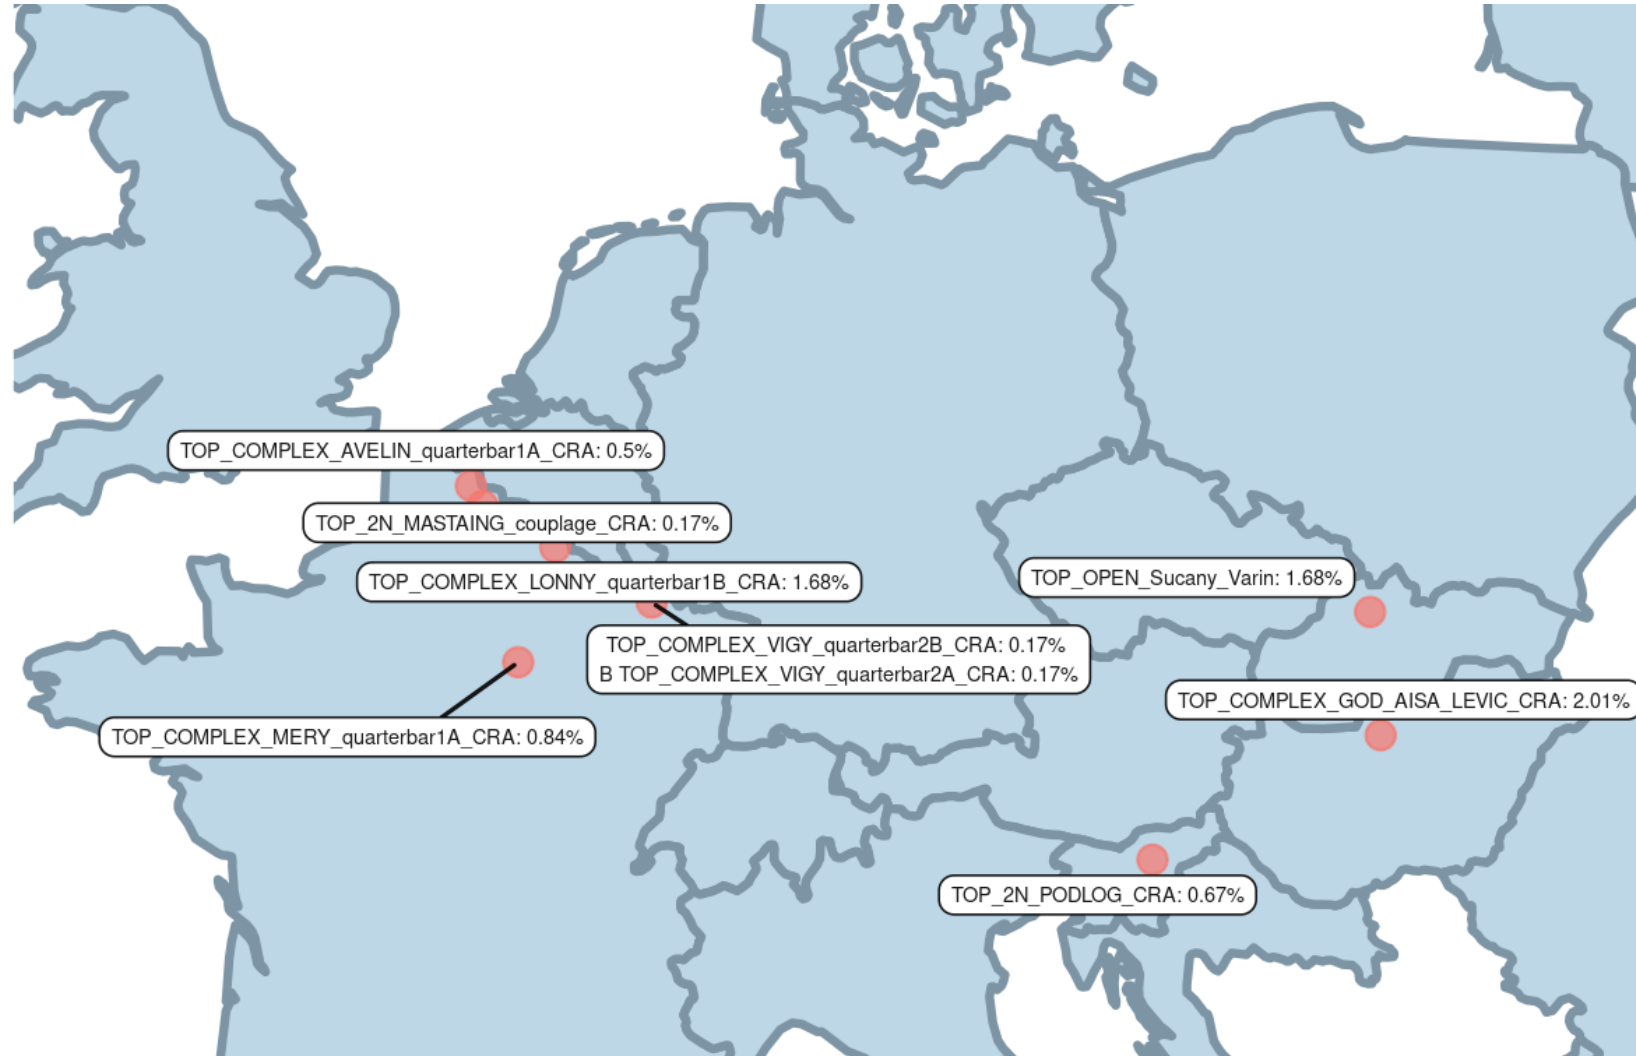 TOP_COMPLEX_AVELIN_quarterbar1A_CRA: 0.5%
TOP_2N_MASTAING_couplage_CRA: 0.17%
TOP_COMPLEX_LONNY_quarterbar1B_CRA: 1.68%
TOP_OPEN_Sucany_Varin: 1.68%
TOP_COMPLEX_VIGY_quarterbar2B_CRA: 0.17%
B TOP_COMPLEX_VIGY_quarterbar2A_CRA: 0.17%
TOP_COMPLEX_GOD_AISA_LEVIC_CRA: 2.01%
TOP_COMPLEX_MERY_quarterbar1A_CRA: 0.84%
TOP_2N_PODLOG_CRA: 0.67%